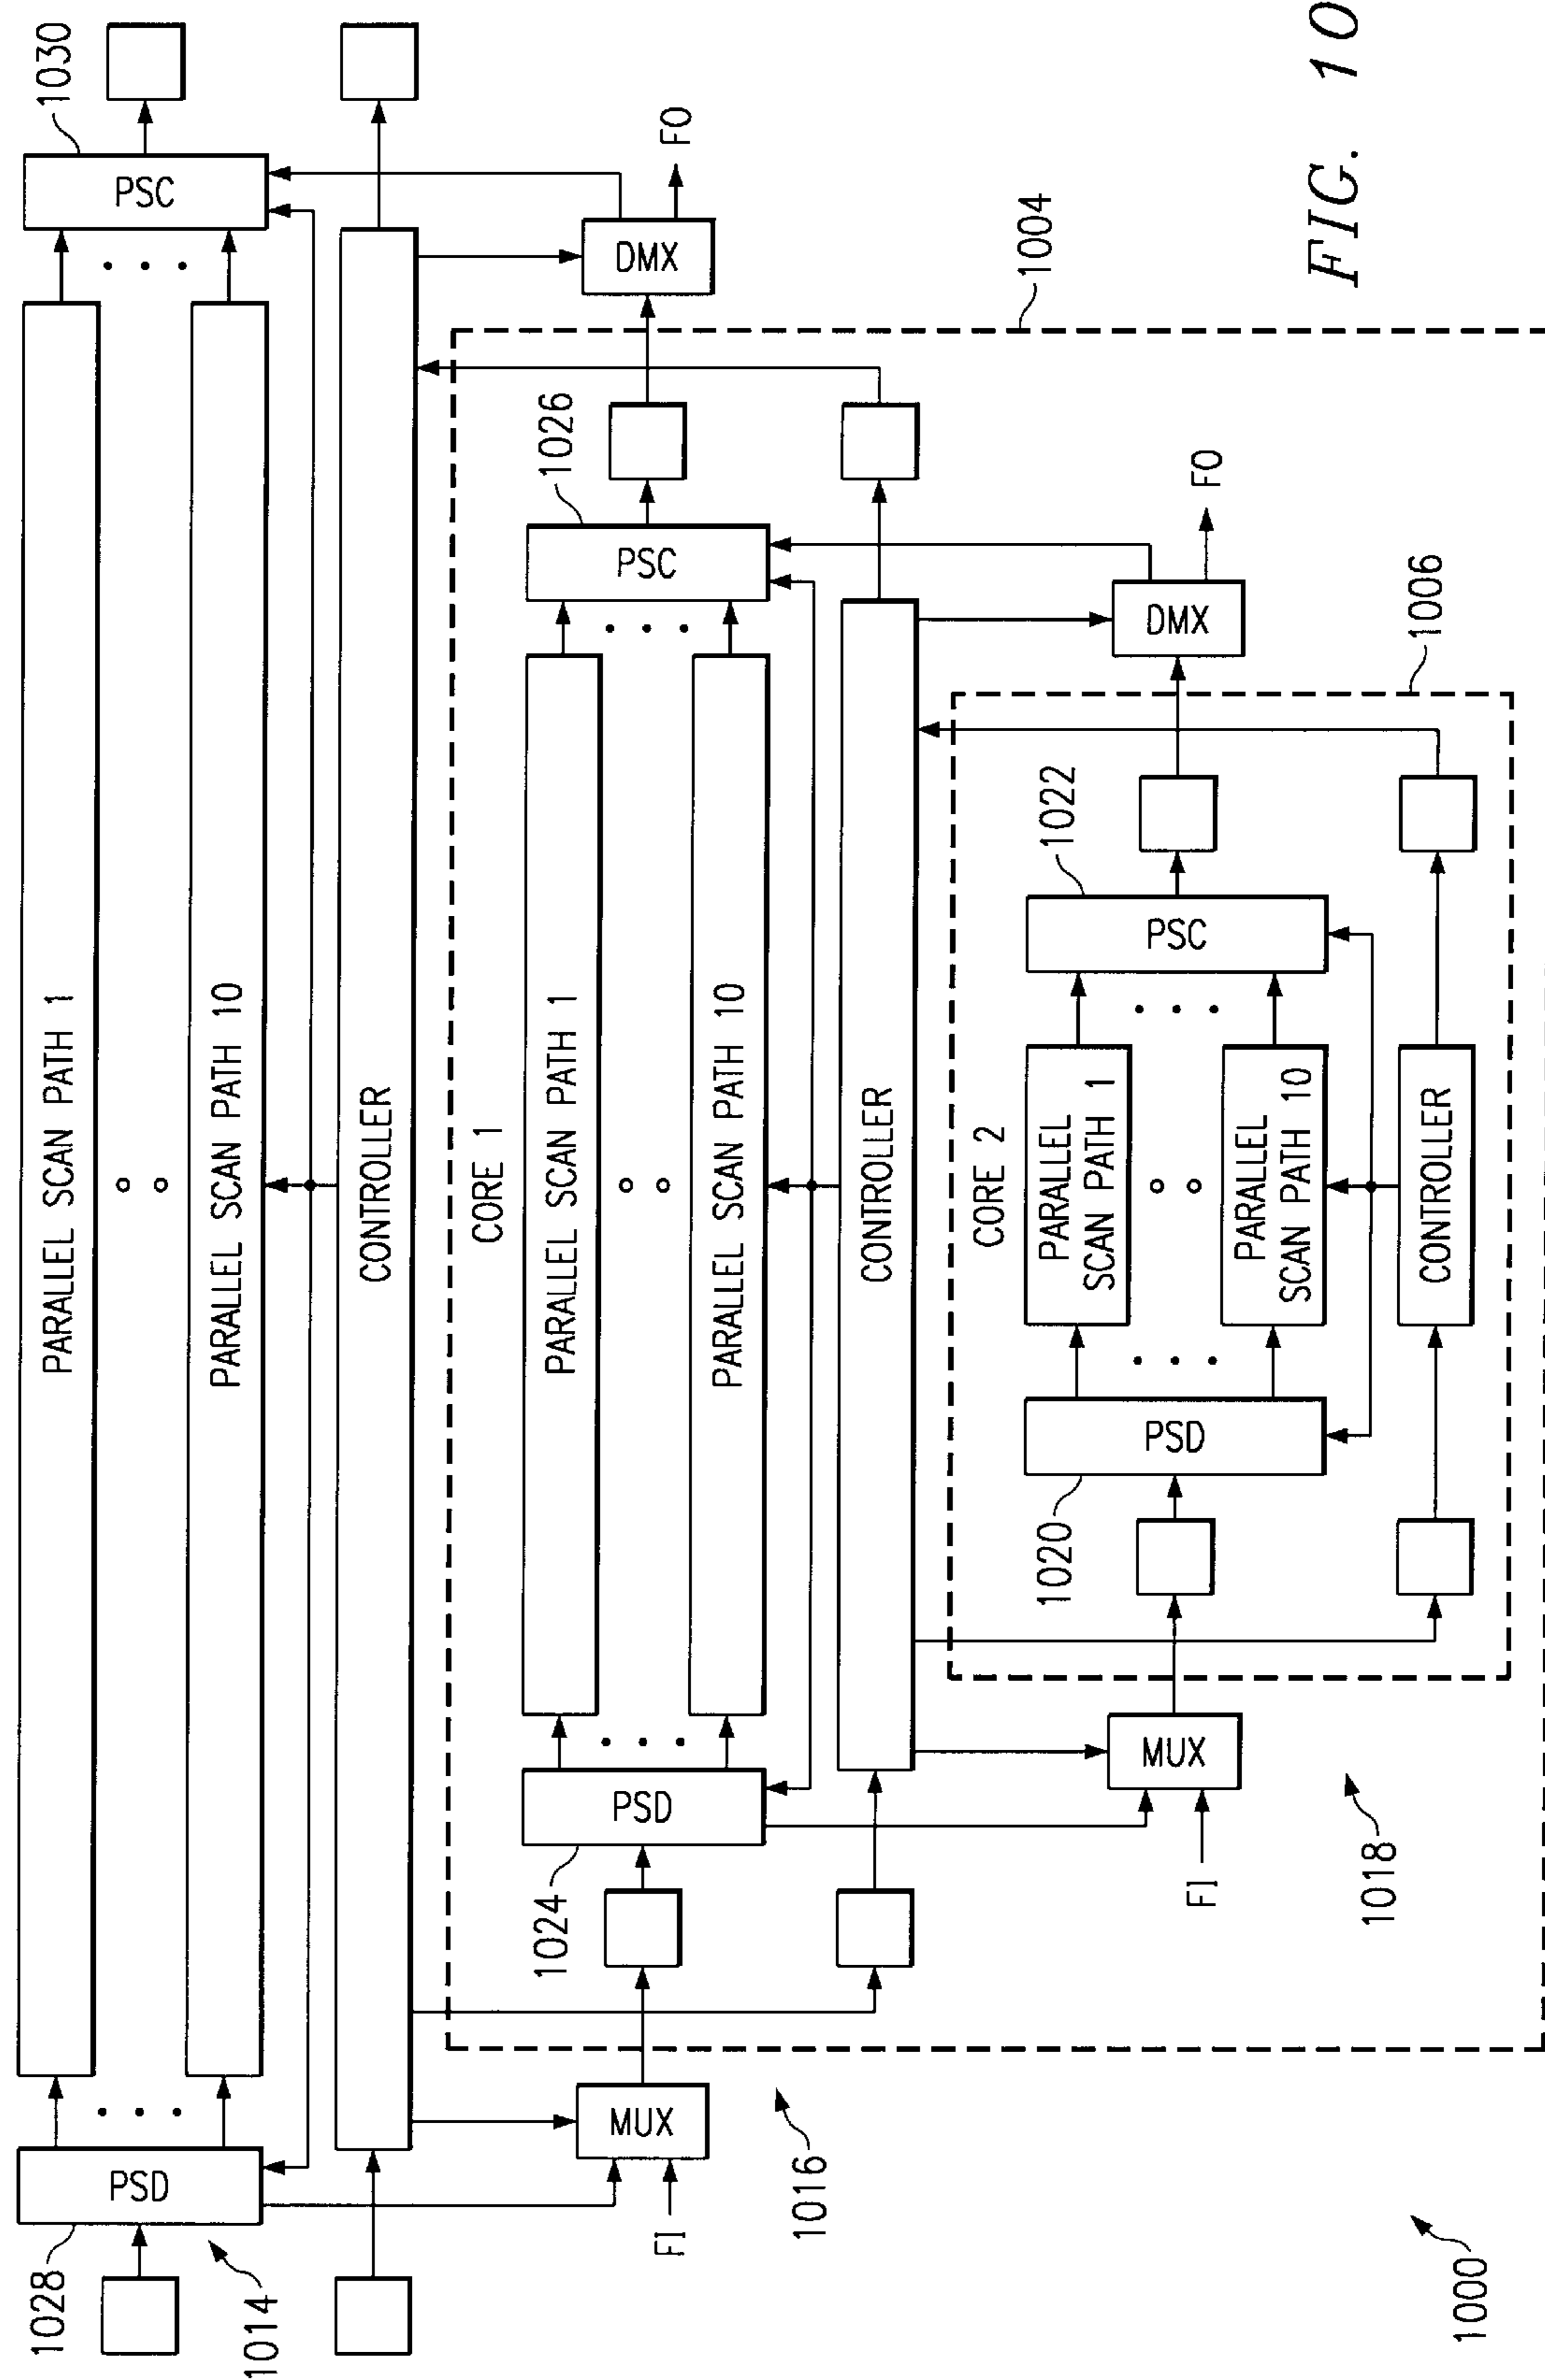 1028
PSD
1014
PARALLEL SCAN PATH 1
PARALLEL SCAN PATH 10
PSC
1030
CONTROLLER
MUX
FI
1016
DMX
FO
1004
CORE 1
1024
PSD
PARALLEL SCAN PATH 1
PARALLEL SCAN PATH 10
PSC
1026
CONTROLLER
MUX
FI
1018
DMX
FO
1006
CORE 2
1020
PSD
PARALLEL
SCAN PATH 1
PARALLEL
SCAN PATH 10
PSC
1022
CONTROLLER
1000
FIG. 10